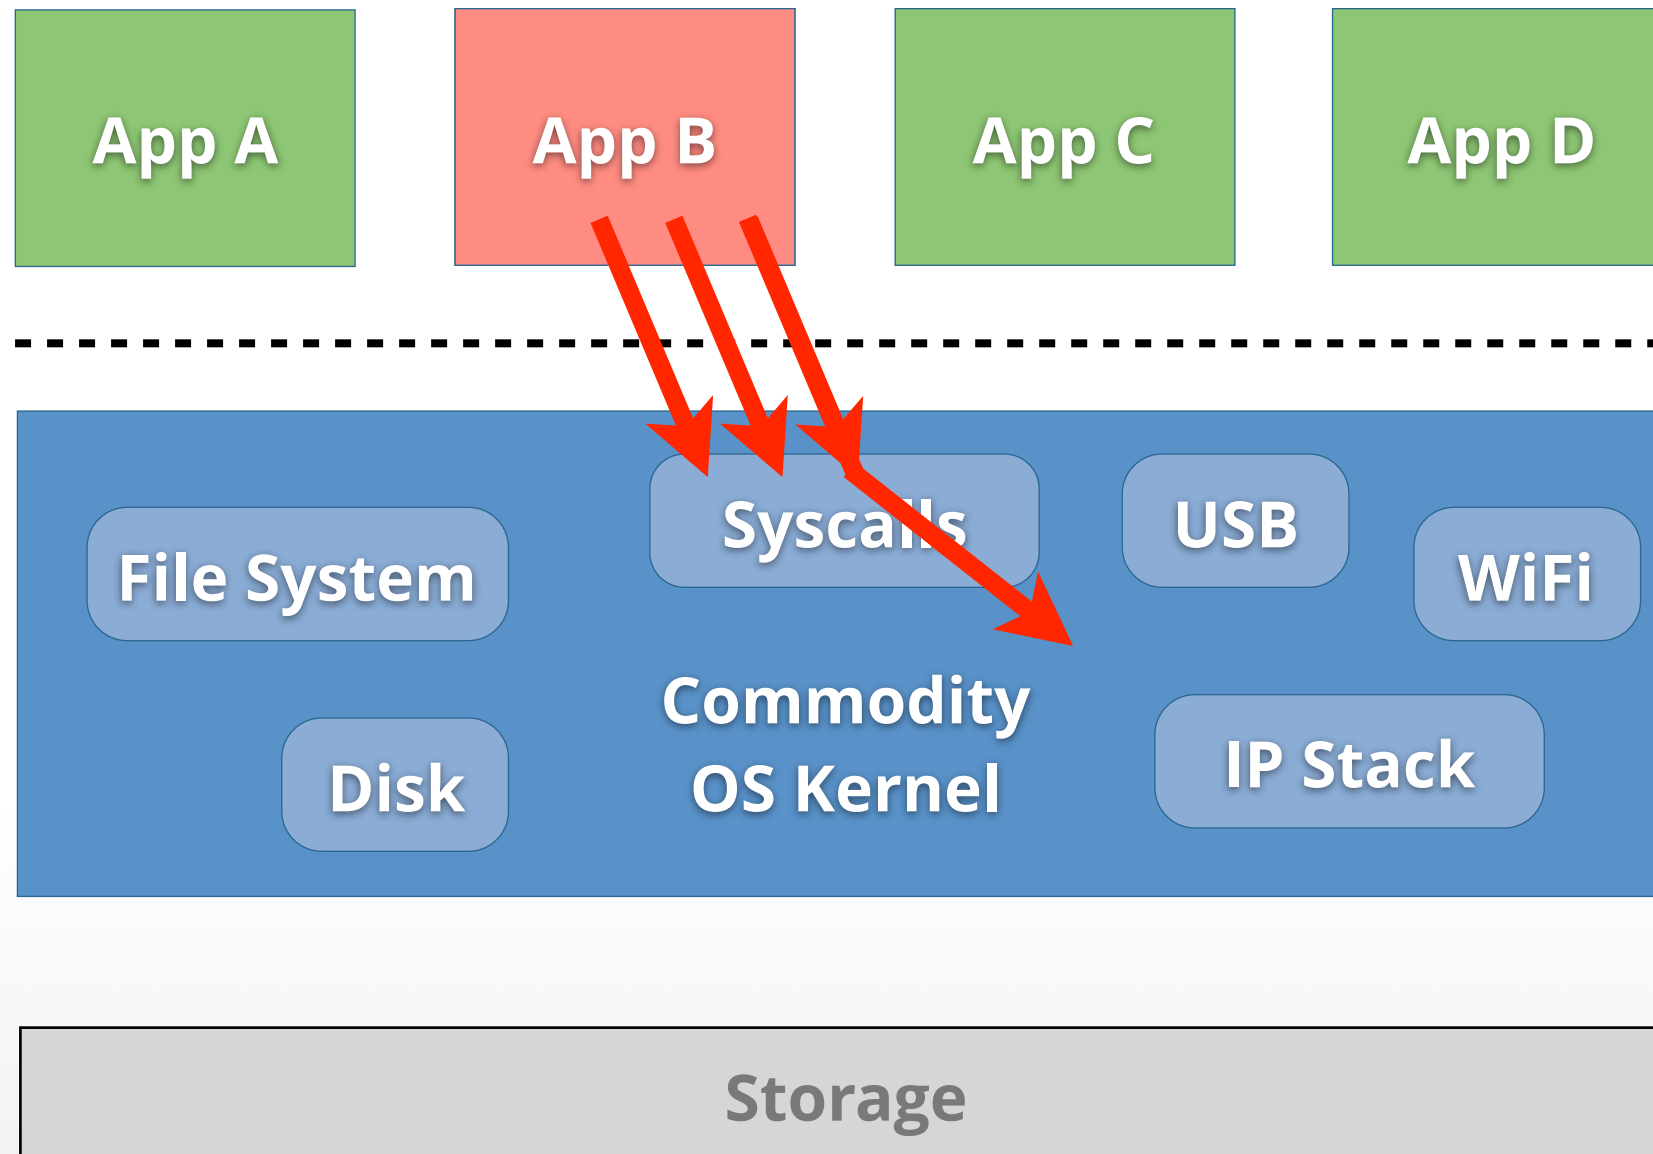 App A
App B
App C
App D
Syscalls
USB
File System
WiFi
Commodity
OS Kernel
Disk
IP Stack
Storage